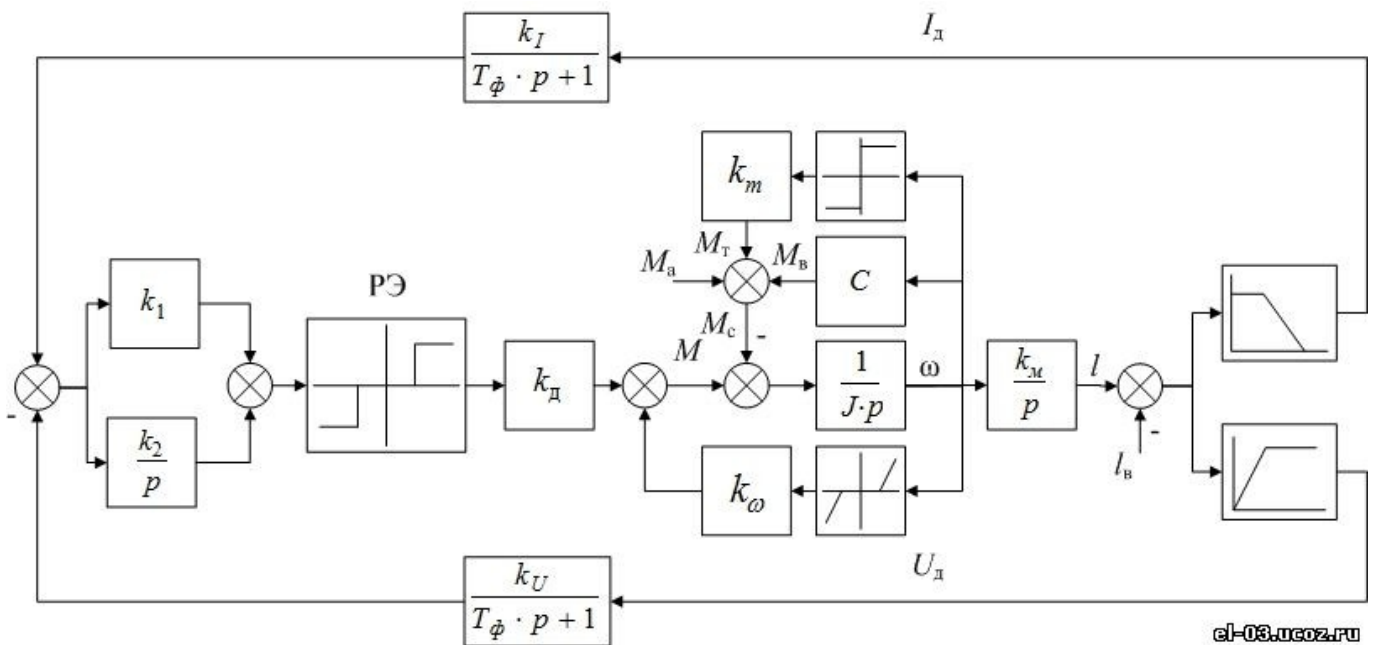 I_д
k_I
T_ф · p + 1
k_m
M_т
M_а
M_в
C
РЭ
k_1
M_с
-
M
k_д
1
J·p
ω
k_м
p
l
-
l_в
-
k_2
p
k_ω
U_д
k_U
T_ф · p + 1
el-03.ucoz.ru